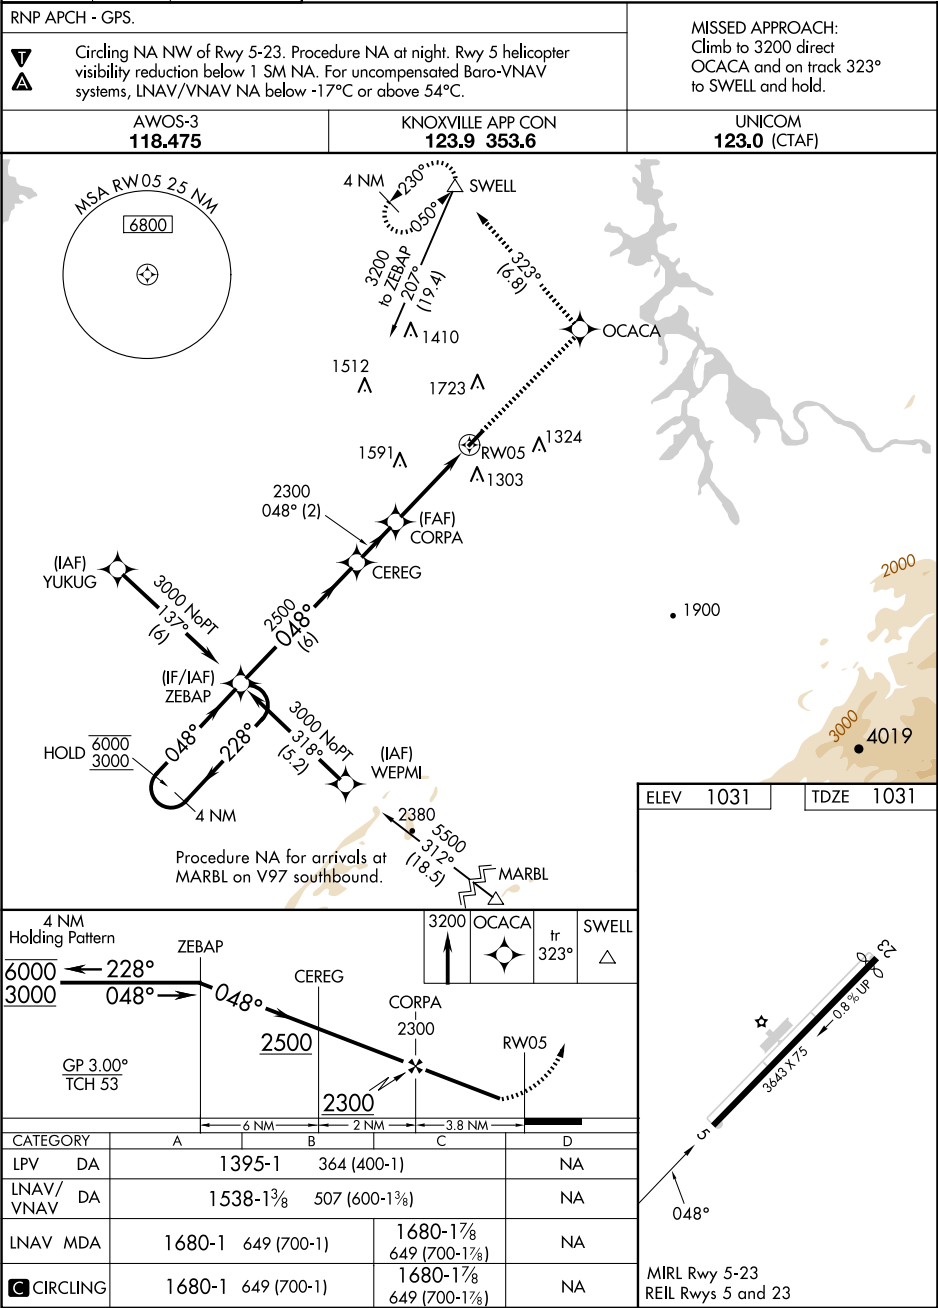 RNP APCH - GPS.
T
A
Circling NA NW of Rwy 5-23. Procedure NA at night. Rwy 5 helicopter
visibility reduction below 1 SM NA. For uncompensated Baro-VNAV
systems, LNAV/VNAV NA below -17°C or above 54°C.
MISSED APPROACH:
Climb to 3200 direct
OCACA and on track 323°
to SWELL and hold.
AWOS-3
118.475
KNOXVILLE APP CON
123.9 353.6
UNICOM
123.0 (CTAF)
MSA RW05 25 NM
6800
4 NM
230°
050°
SWELL
3200
to ZEBAP
207°
(19.4)
323°
(6.8)
OCACA
1410
1512
1723
1324
RW05
1591
1303
2300
048° (2)
(FAF)
CORPA
CEREG
(IAF)
YUKUG
3000 NoPT
137°
(6)
2500
048°
(6)
2000
1900
(IF/IAF)
ZEBAP
3000 NoPT
318°
(5.2)
(IAF)
WEPMI
048°
228°
HOLD
6000
3000
4 NM
3000
4019
2380
5500
312°
(18.5)
MARBL
Procedure NA for arrivals at
MARBL on V97 southbound.
ELEV 1031
TDZE 1031
4 NM
Holding Pattern
6000
3000
228°
048°
ZEBAP
048°
CEREG
2500
CORPA
2300
2300
RW05
GP 3.00°
TCH 53
3200
OCACA
tr
323°
SWELL
6 NM
2 NM
3.8 NM
23
0.8% UP
3643 X 75
5
048°
MIRL Rwy 5-23
REIL Rwys 5 and 23
CATEGORY A B C D
LPV DA 1395-1 364 (400-1) NA
LNAV/
VNAV DA 1538-1⅜ 507 (600-1⅜) NA
LNAV MDA 1680-1 649 (700-1) 1680-1⅞
649 (700-1⅞) NA
C CIRCLING 1680-1 649 (700-1) 1680-1⅞
649 (700-1⅞) NA